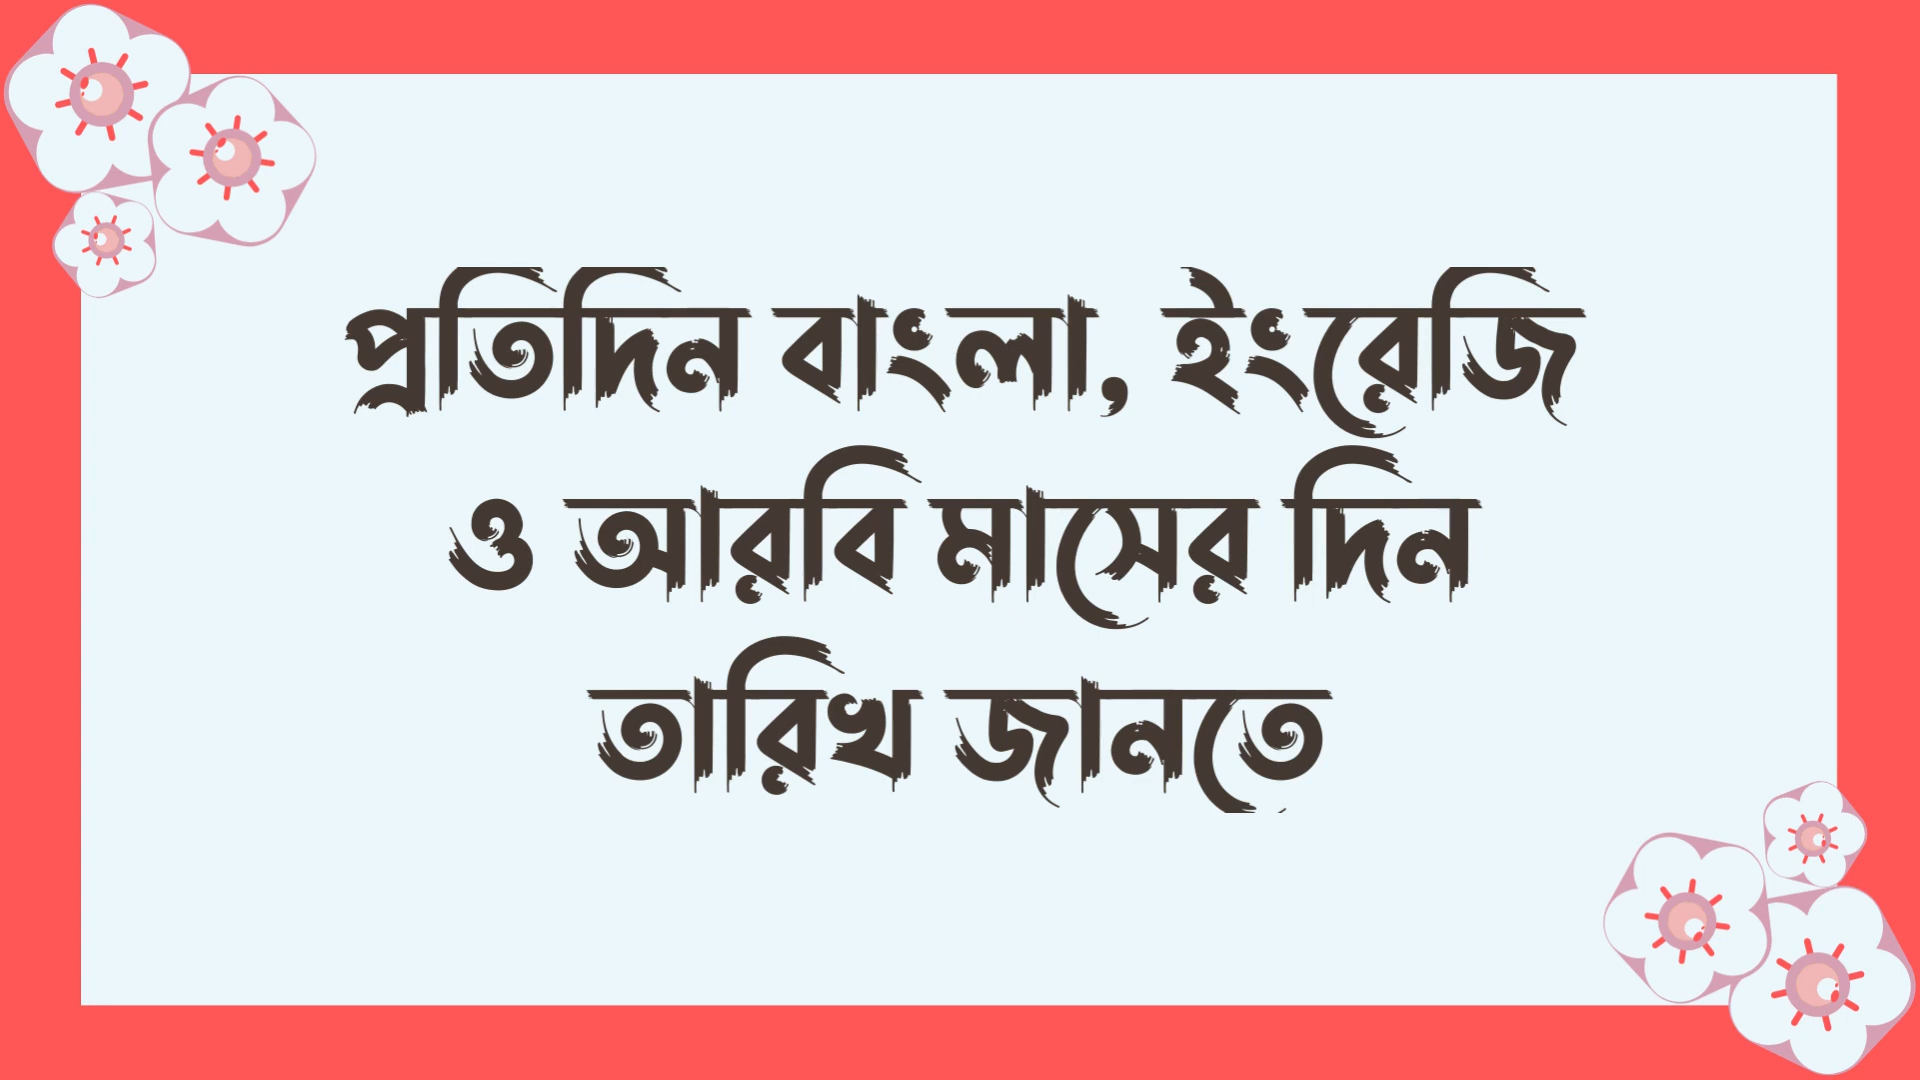 প্রতিদিন বাংলা, ইংরেজি
ও আরবি মাসের দিন
তারিখ জানতে